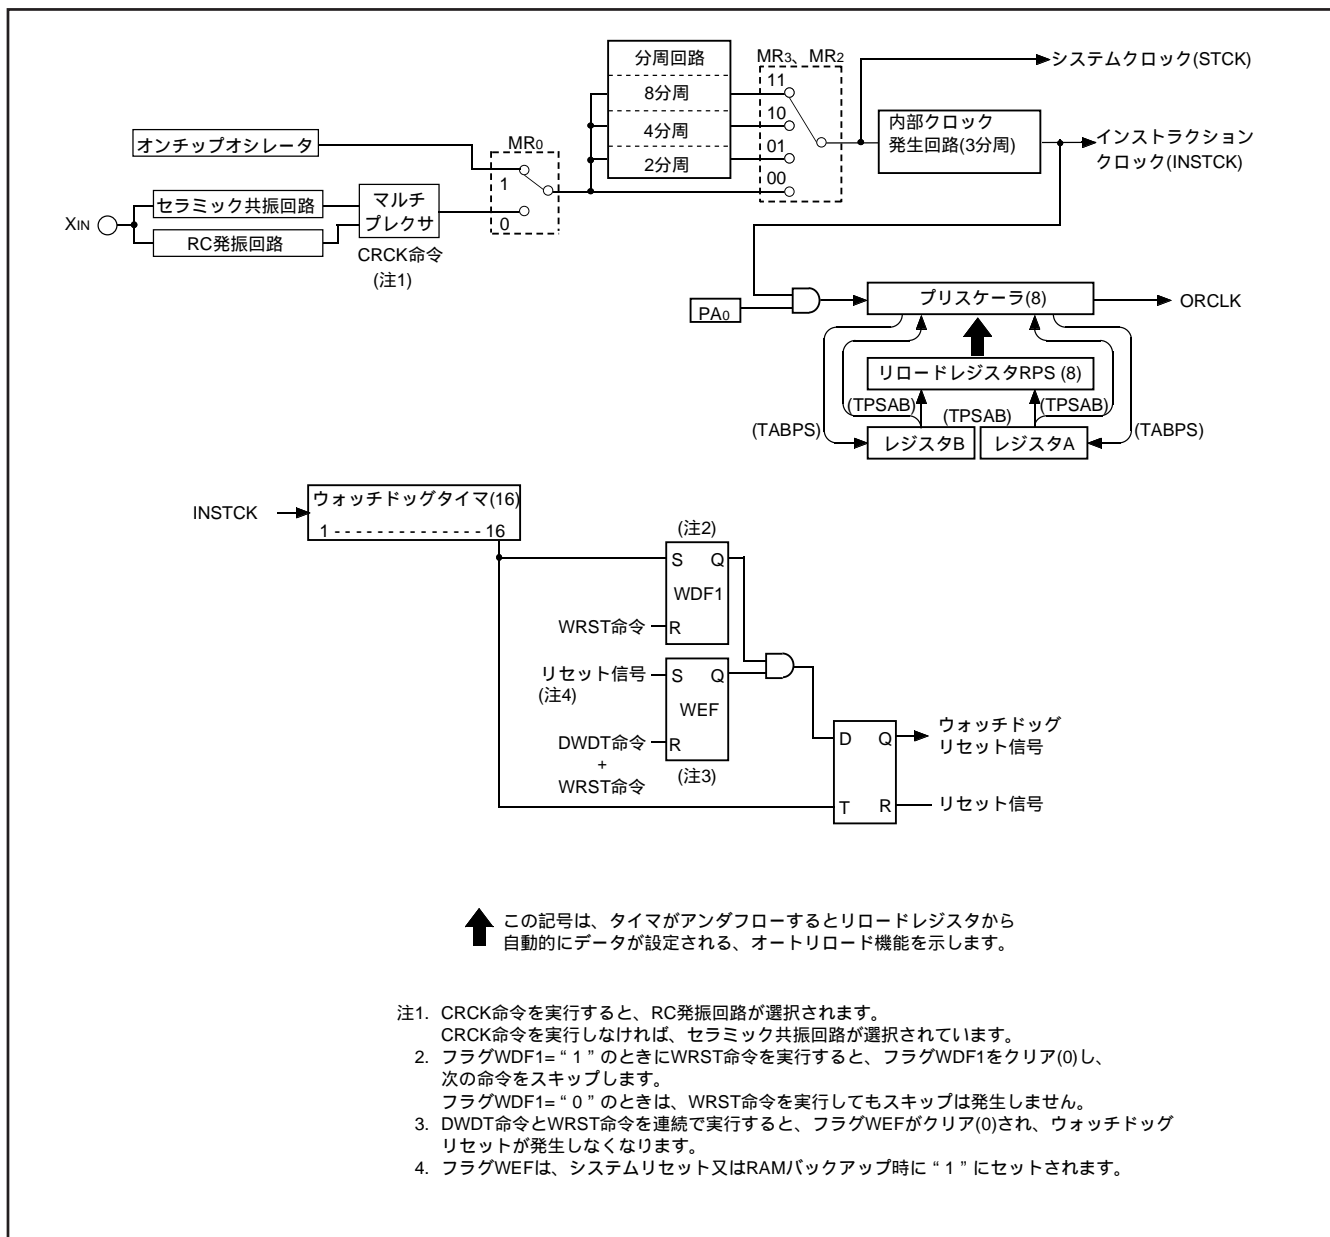 分周回路
8分周
4分周
2分周
MR3、MR2
11
10
01
00
システムクロック(STCK)
内部クロック
発生回路(3分周)
インストラクション
クロック(INSTCK)
オンチップオシレータ
MR0
1
0
XIN
セラミック共振回路
RC発振回路
マルチ
プレクサ
CRCK命令
(注1)
PA0
プリスケーラ(8)
ORCLK
リロードレジスタRPS (8)
(TPSAB)
(TPSAB)
(TPSAB)
(TABPS)
(TABPS)
レジスタB
レジスタA
INSTCK
ウォッチドッグタイマ(16)
1 - - - - - - - - - - - - - - 16
(注2)
S Q
WDF1
R
WRST命令
リセット信号
(注4)
S Q
WEF
R
DWDT命令
+
WRST命令
(注3)
D Q
T R
ウォッチドッグ
リセット信号
リセット信号
この記号は、タイマがアンダフローするとリロードレジスタから
自動的にデータが設定される、オートリロード機能を示します。
注1. CRCK命令を実行すると、RC発振回路が選択されます。
CRCK命令を実行しなければ、セラミック共振回路が選択されています。
2. フラグWDF1= “ 1 ” のときにWRST命令を実行すると、フラグWDF1をクリア(0)し、
次の命令をスキップします。
フラグWDF1= “ 0 ” のときは、WRST命令を実行してもスキップは発生しません。
3. DWDT命令とWRST命令を連続で実行すると、フラグWEFがクリア(0)され、ウォッチドッグ
リセットが発生しなくなります。
4. フラグWEFは、システムリセット又はRAMバックアップ時に “ 1 ” にセットされます。